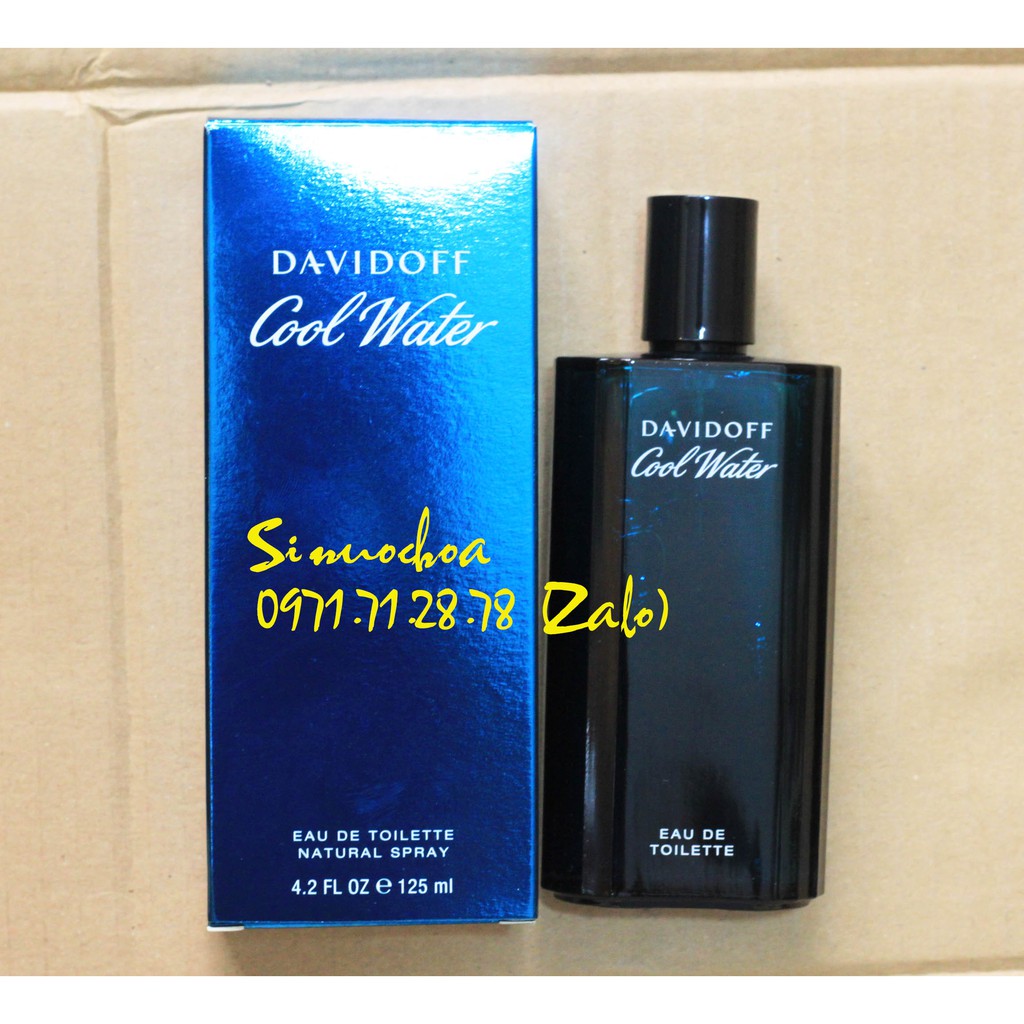 DAVIDOFF
Cool Water
EAU DE TOILETTE
NATURAL SPRAY
4.2 FL OZ ℮ 125 ml
DAVIDOFF
Cool Water
EAU DE
TOILETTE
Sinuochoa
0971.71.28.78 (Zalo)